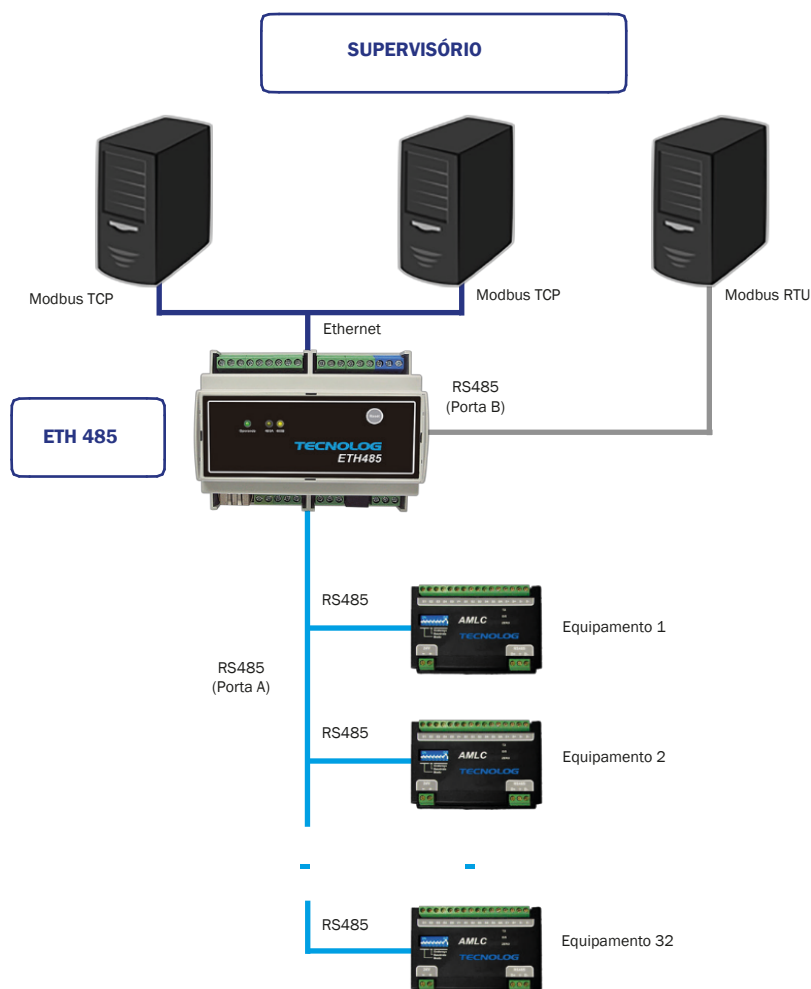 SUPERVISÓRIO
Modbus TCP
Modbus TCP
Modbus RTU
Ethernet
RS485
(Porta B)
ETH 485
TECNOLOG
ETH485
RS485
AMLC
TECNOLOG
Equipamento 1
RS485
(Porta A)
RS485
AMLC
TECNOLOG
Equipamento 2
RS485
AMLC
TECNOLOG
Equipamento 32